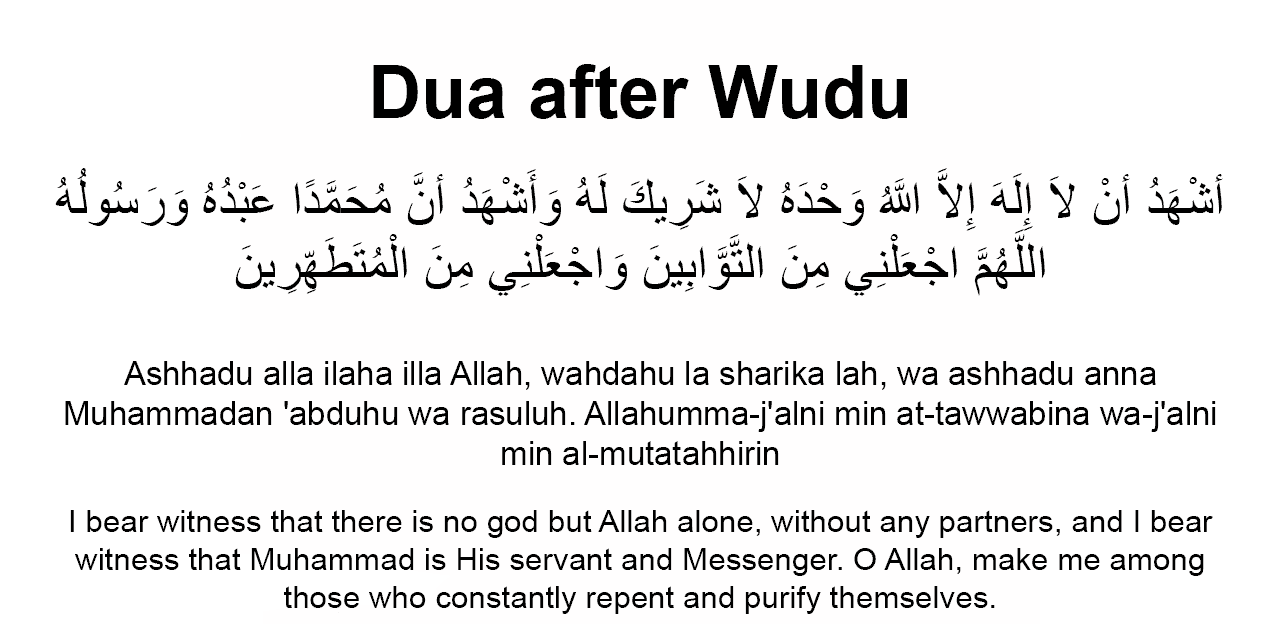 Dua after Wudu
أشْهَدُ أنْ لاَ إِلَهَ إِلاَّ اللَّهُ وَحْدَهُ لاَ شَرِيكَ لَهُ وَأَشْهَدُ أنَّ مُحَمَّدًا عَبْدُهُ وَرَسُولُهُ
اللَّهُمَّ اجْعَلْنِي مِنَ التَّوَّابِينَ وَاجْعَلْنِي مِنَ الْمُتَطَهِّرِينَ
Ashhadu alla ilaha illa Allah, wahdahu la sharika lah, wa ashhadu anna
Muhammadan 'abduhu wa rasuluh. Allahumma-j'alni min at-tawwabina wa-j'alni
min al-mutatahhirin
I bear witness that there is no god but Allah alone, without any partners, and I bear
witness that Muhammad is His servant and Messenger. O Allah, make me among
those who constantly repent and purify themselves.